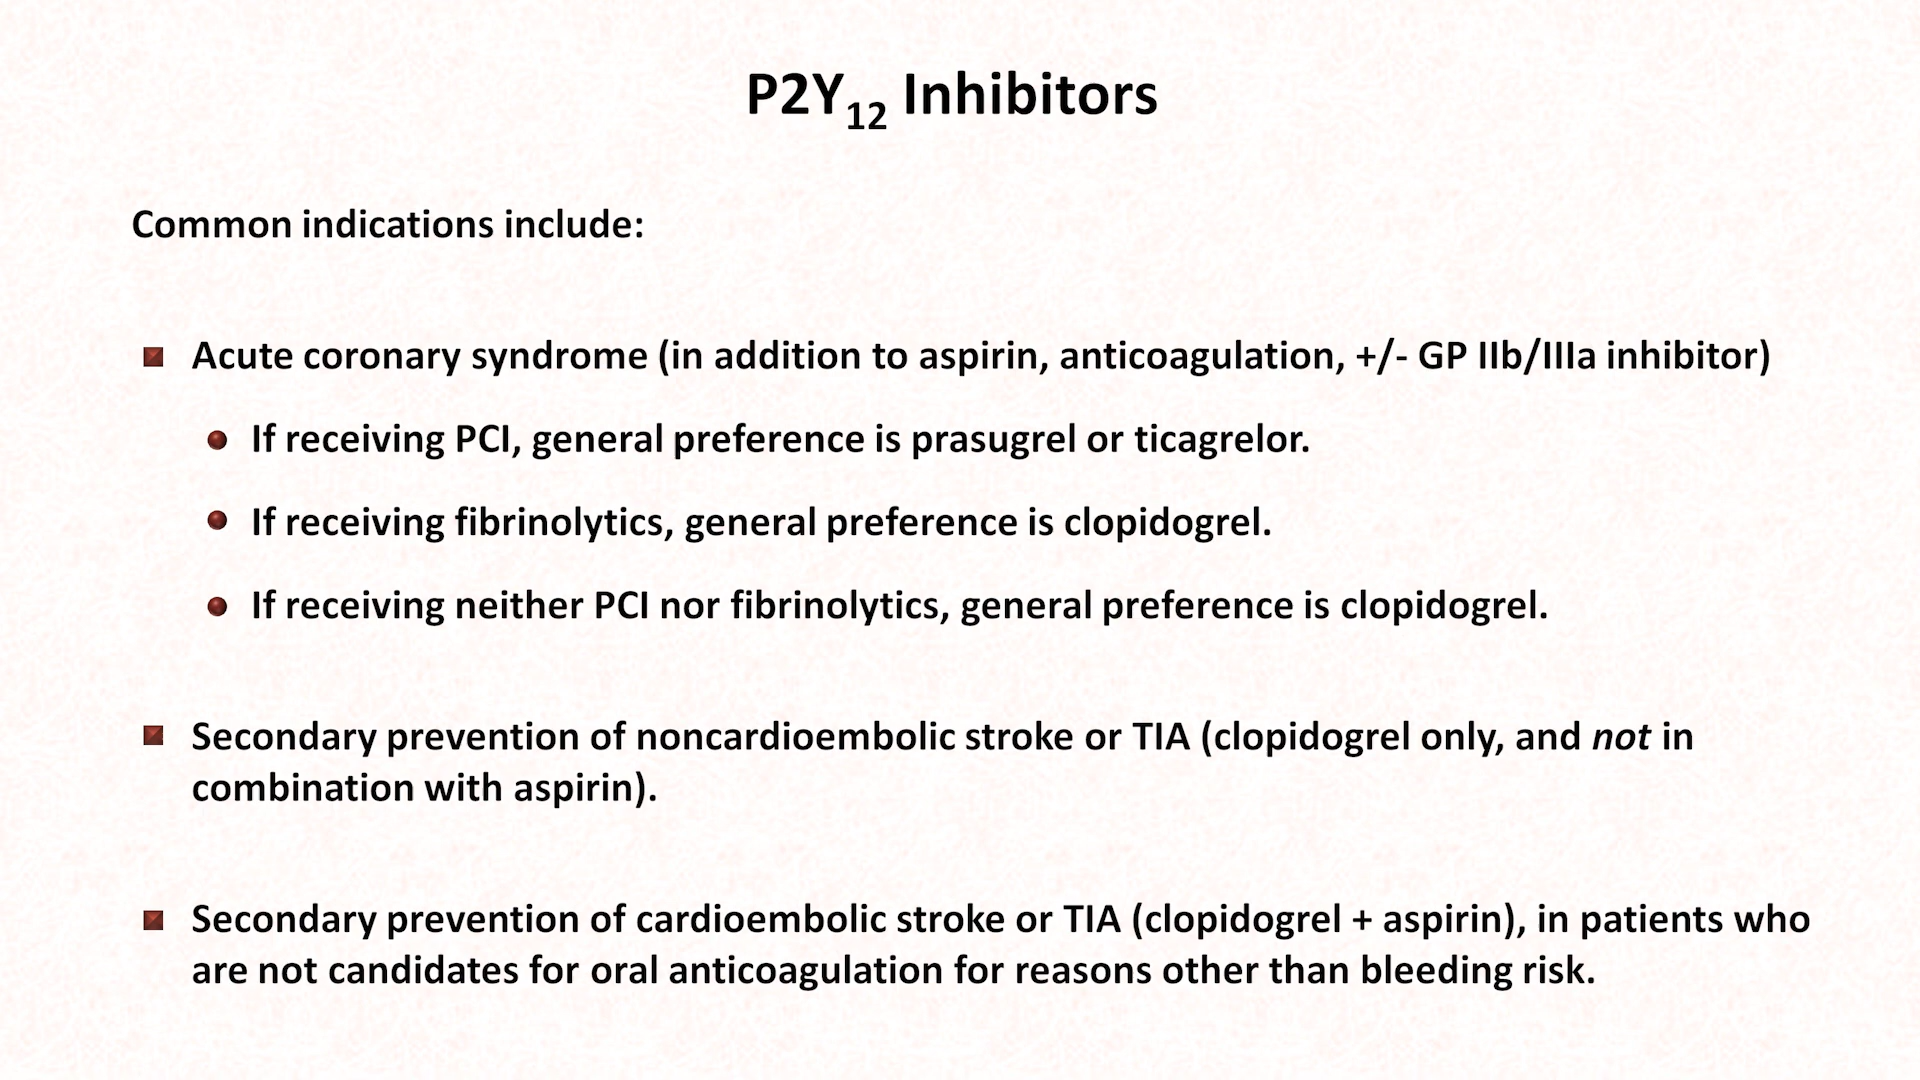 P2Y12 Inhibitors
Common indications include:
Acute coronary syndrome (in addition to aspirin, anticoagulation, +/- GP IIb/IIIa inhibitor)
If receiving PCI, general preference is prasugrel or ticagrelor.
If receiving fibrinolytics, general preference is clopidogrel.
If receiving neither PCI nor fibrinolytics, general preference is clopidogrel.
Secondary prevention of noncardioembolic stroke or TIA (clopidogrel only, and not in
combination with aspirin).
Secondary prevention of cardioembolic stroke or TIA (clopidogrel + aspirin), in patients who
are not candidates for oral anticoagulation for reasons other than bleeding risk.